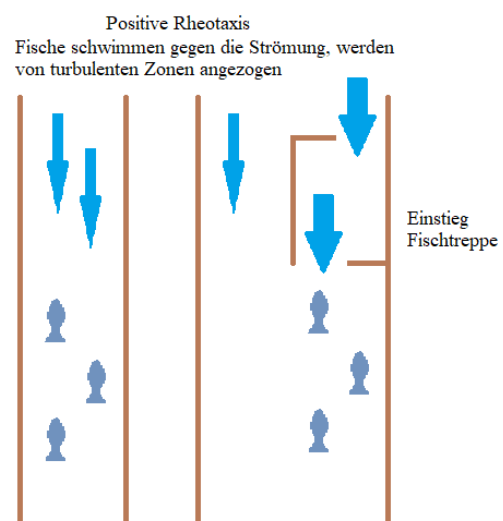 Positive Rheotaxis
Fische schwimmen gegen die Strömung, werden
von turbulenten Zonen angezogen
Einstieg
Fischtreppe